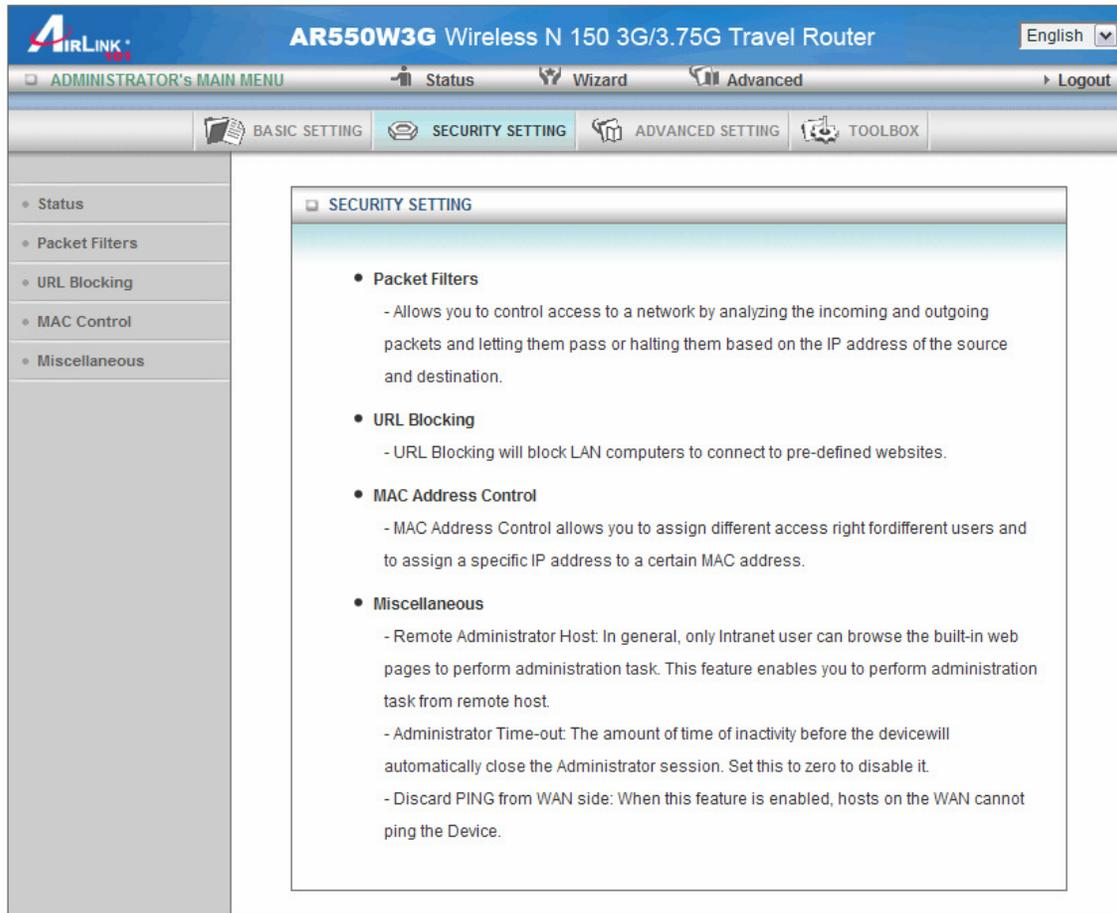 AIRLINK
101
AR550W3G Wireless N 150 3G/3.75G Travel Router
English
ADMINISTRATOR's MAIN MENU
Status
Wizard
Advanced
Logout
BASIC SETTING
SECURITY SETTING
ADVANCED SETTING
TOOLBOX
Status
Packet Filters
URL Blocking
MAC Control
Miscellaneous
SECURITY SETTING
Packet Filters
- Allows you to control access to a network by analyzing the incoming and outgoing
packets and letting them pass or halting them based on the IP address of the source
and destination.
URL Blocking
- URL Blocking will block LAN computers to connect to pre-defined websites.
MAC Address Control
- MAC Address Control allows you to assign different access right fordifferent users and
to assign a specific IP address to a certain MAC address.
Miscellaneous
- Remote Administrator Host: In general, only Intranet user can browse the built-in web
pages to perform administration task. This feature enables you to perform administration
task from remote host.
- Administrator Time-out: The amount of time of inactivity before the devicewill
automatically close the Administrator session. Set this to zero to disable it.
- Discard PING from WAN side: When this feature is enabled, hosts on the WAN cannot
ping the Device.